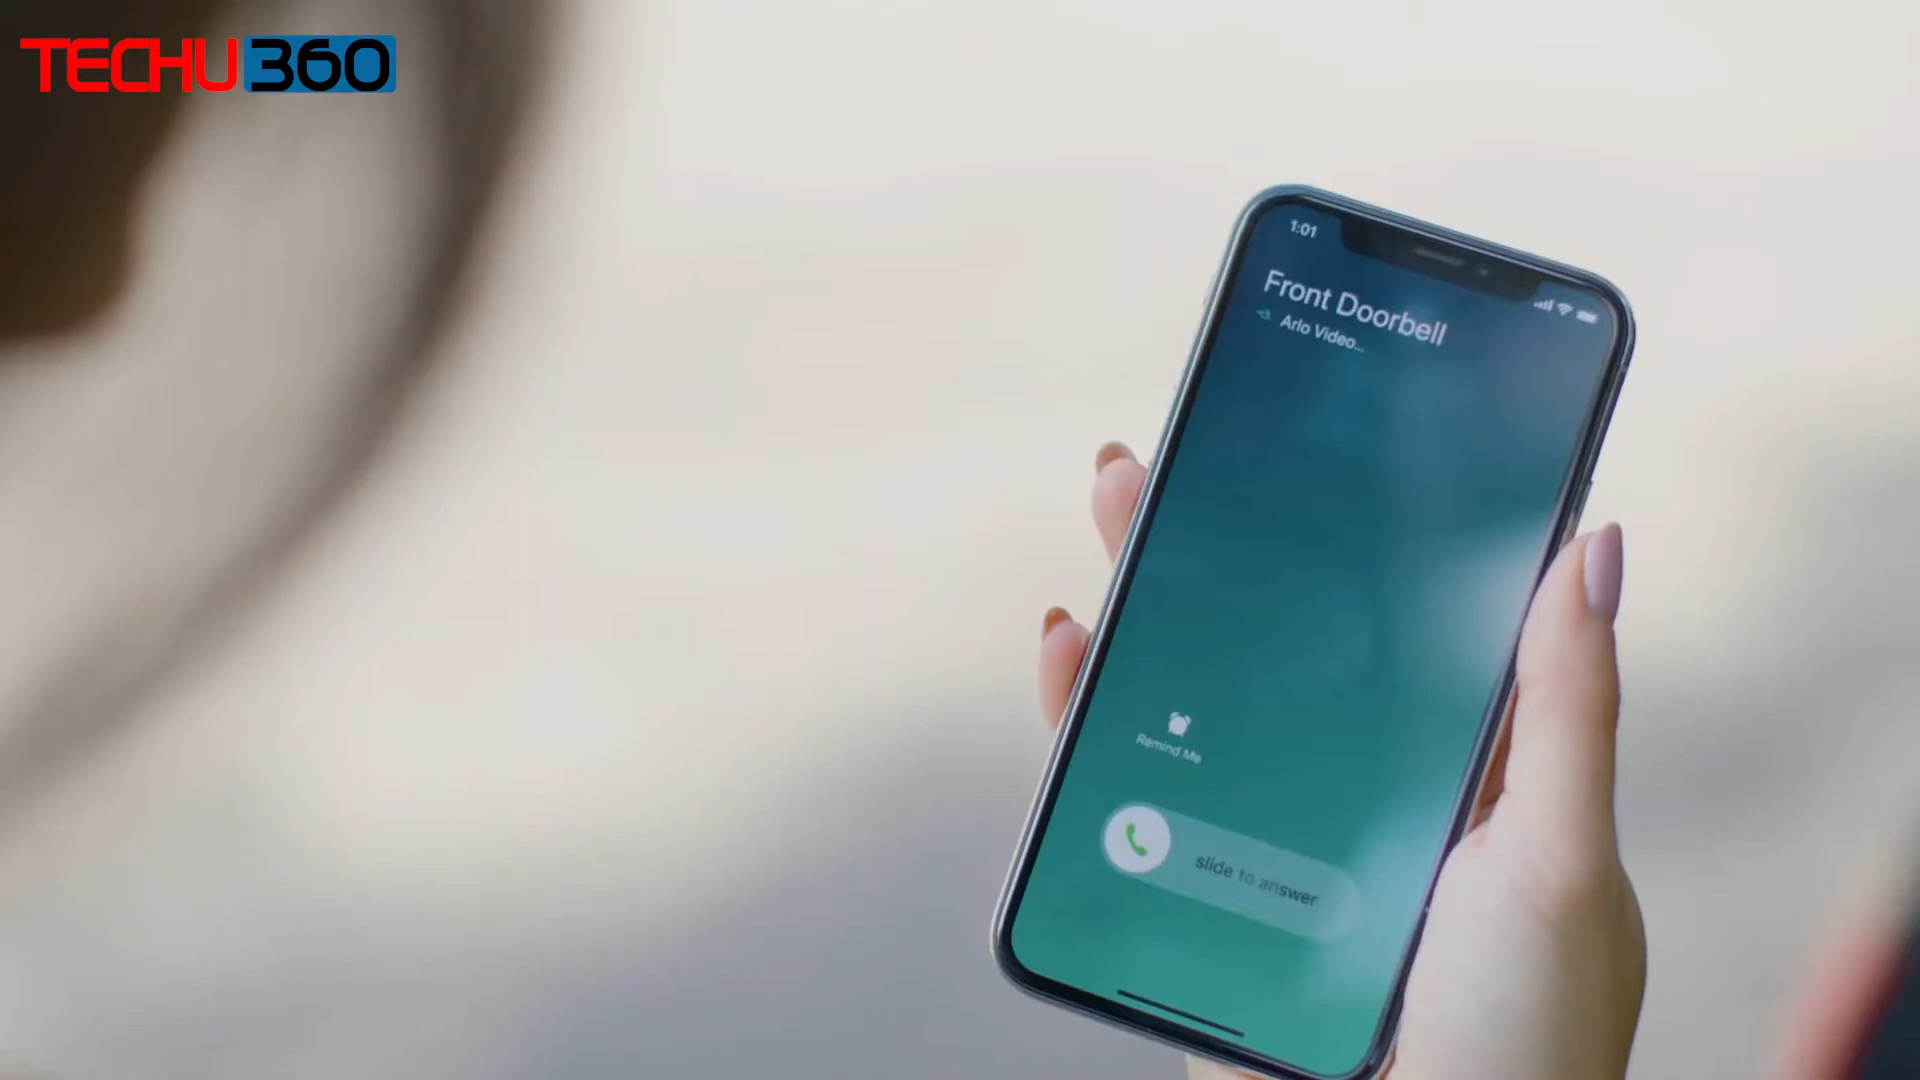 TECHU360
1:01
Front Doorbell
Arlo Video...
Remind Me
slide to answer